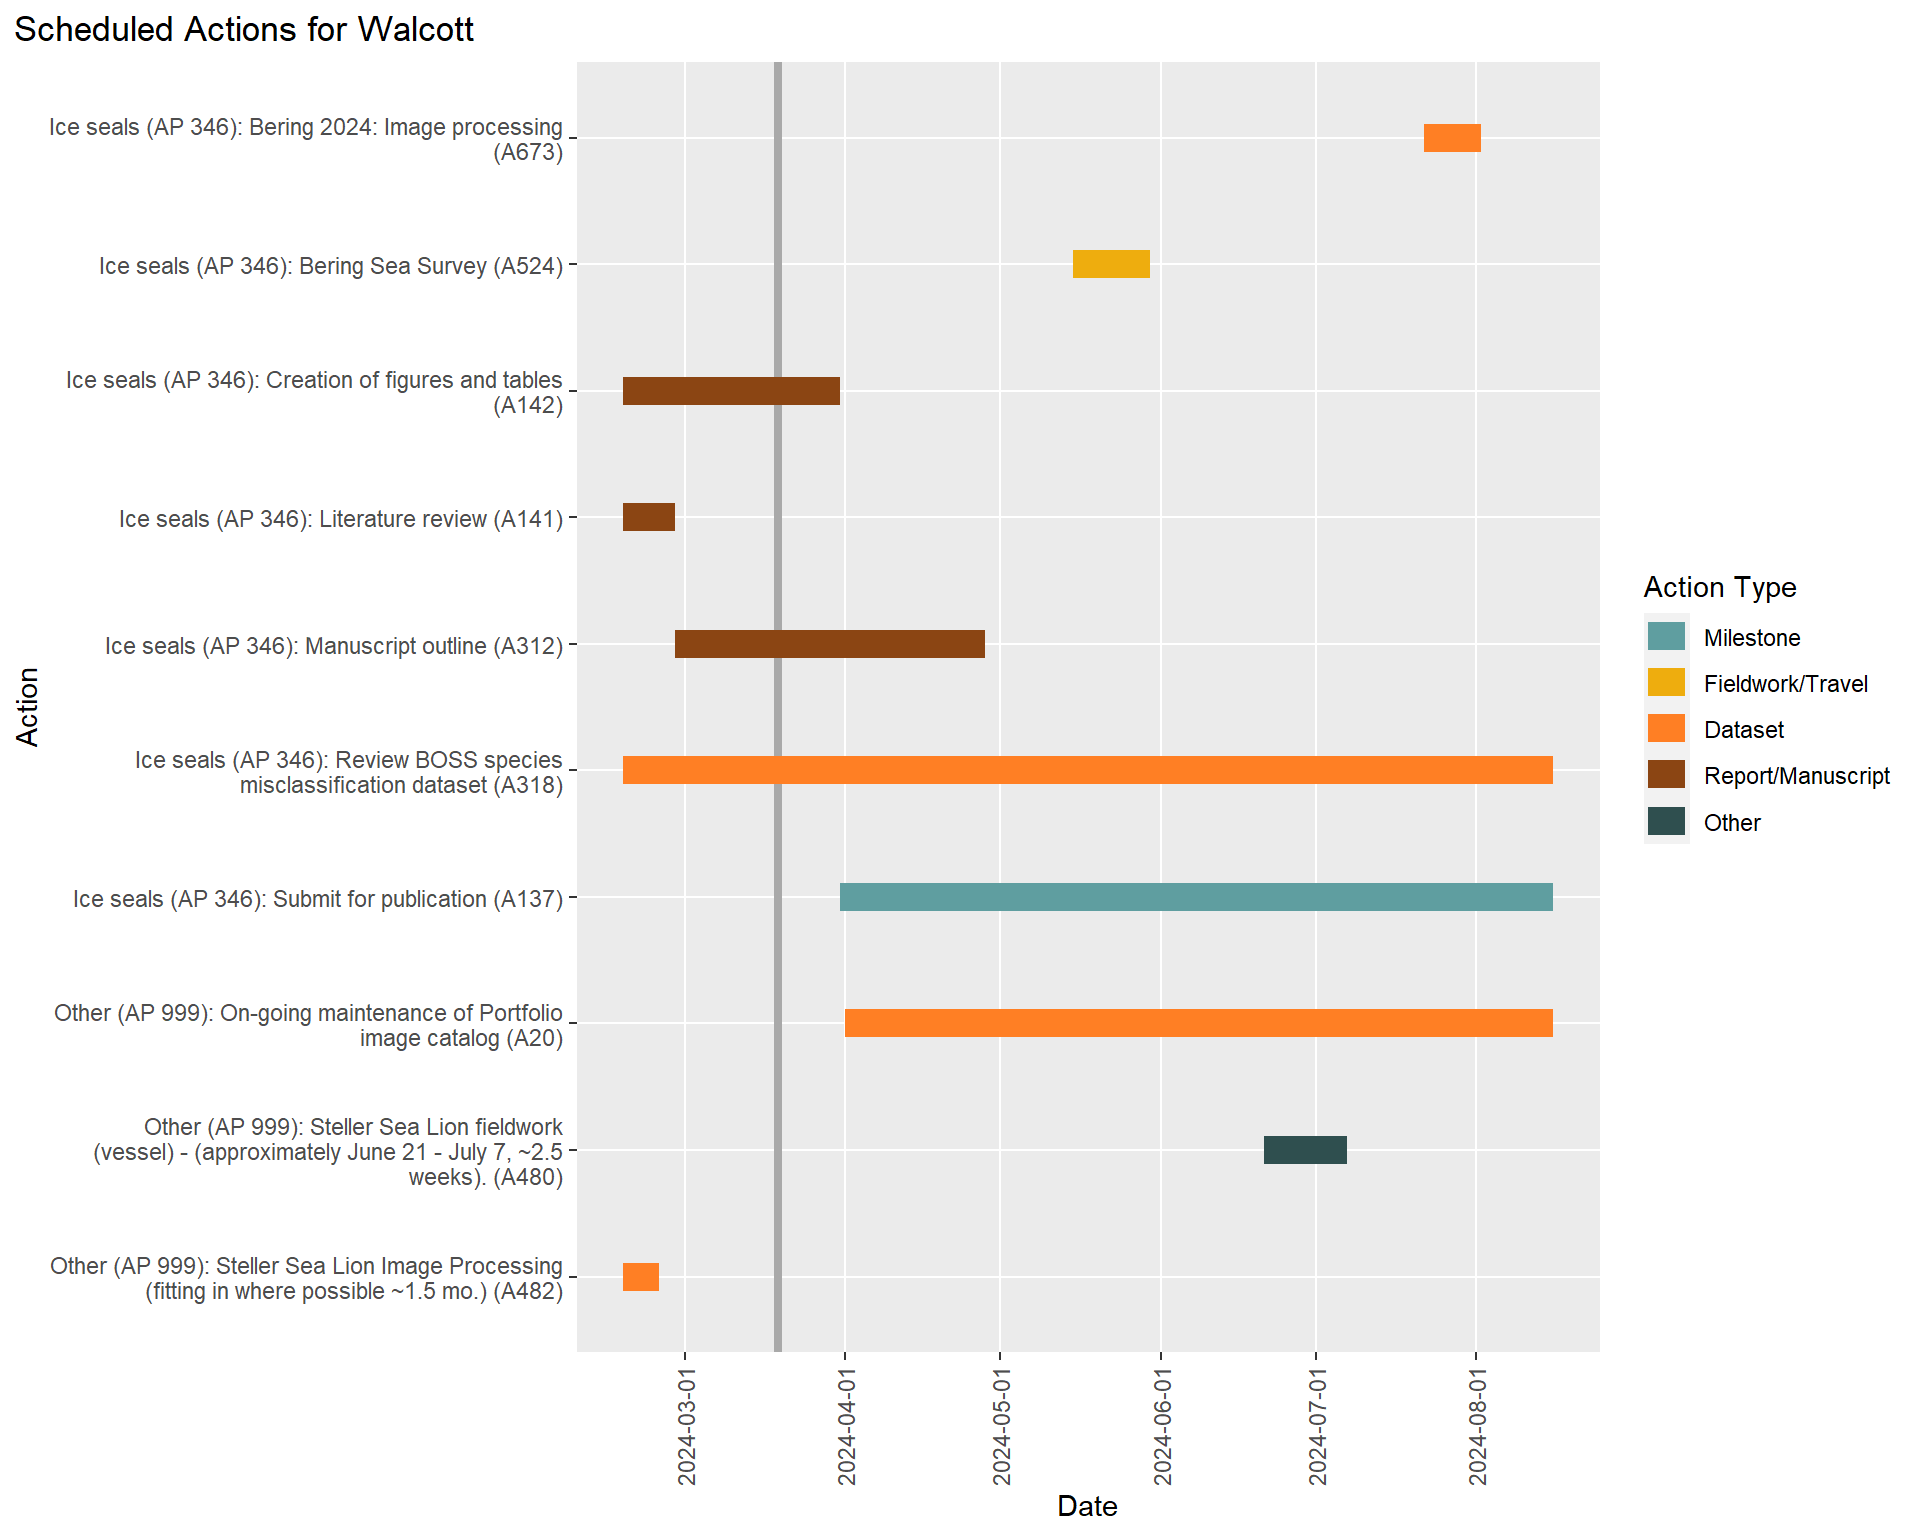 Scheduled Actions for Walcott
Ice seals (AP 346): Bering 2024: Image processing
(A673)
Ice seals (AP 346): Bering Sea Survey (A524)
Ice seals (AP 346): Creation of figures and tables
(A142)
Ice seals (AP 346): Literature review (A141)
Ice seals (AP 346): Manuscript outline (A312)
Ice seals (AP 346): Review BOSS species
misclassification dataset (A318)
Ice seals (AP 346): Submit for publication (A137)
Other (AP 999): On-going maintenance of Portfolio
image catalog (A20)
Other (AP 999): Steller Sea Lion fieldwork
(vessel) - (approximately June 21 - July 7, ~2.5
weeks). (A480)
Other (AP 999): Steller Sea Lion Image Processing
(fitting in where possible ~1.5 mo.) (A482)
Action
2024-03-01
2024-04-01
2024-05-01
2024-06-01
2024-07-01
2024-08-01
Date
Action Type
Milestone
Fieldwork/Travel
Dataset
Report/Manuscript
Other